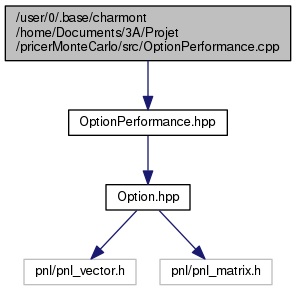 /user/0/.base/charmont
/home/Documents/3A/Projet
/pricerMonteCarlo/src/OptionPerformance.cpp
OptionPerformance.hpp
Option.hpp
pnl/pnl_vector.h
pnl/pnl_matrix.h